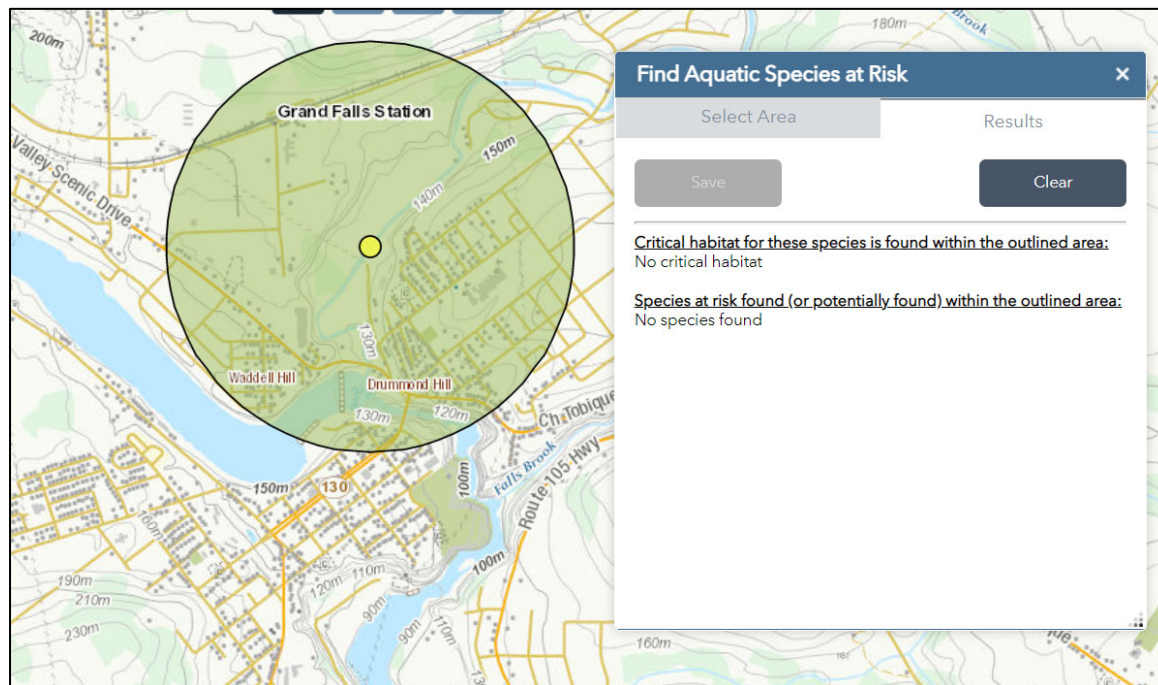 200m
180m
Brook
Grand Falls Station
150m
Valley Scenic Drive
140m
130m
Waddell Hill
Drummond Hill
130m
120m
Ch Tobique
Falls Brook
Route 105 Hwy
150m
130
100m
160m
100m
190m
210m
230m
120m
110m
90m
90m
110m
160m
Find Aquatic Species at Risk
×
Select Area
Results
Save
Clear
Critical habitat for these species is found within the outlined area:
No critical habitat
Species at risk found (or potentially found) within the outlined area:
No species found